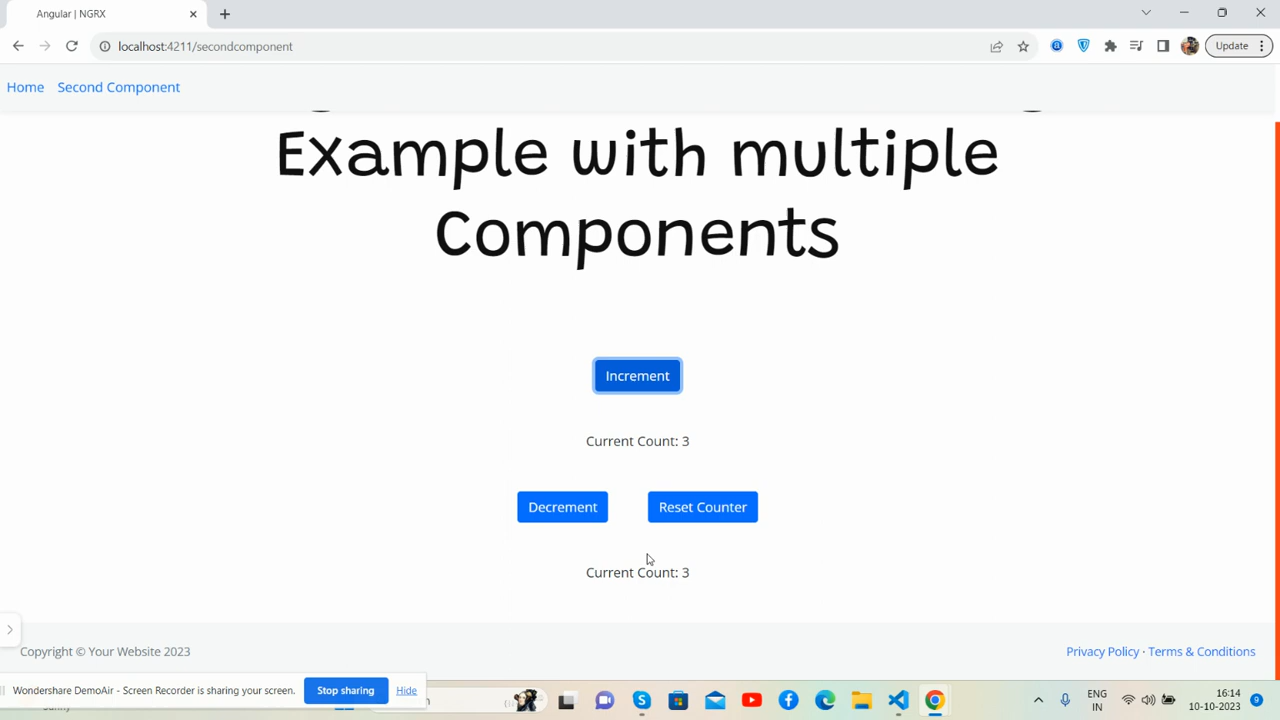 Angular | NGRX
localhost:4211/secondcomponent
Update
Home Second Component
Example with multiple
Components
Increment
Current Count: 3
Decrement Reset Counter
Current Count: 3
Copyright © Your Website 2023
Privacy Policy · Terms & Conditions
Wondershare DemoAir - Screen Recorder is sharing your screen. Stop sharing Hide
Sunny
ENG
IN
16:14
10-10-2023
9